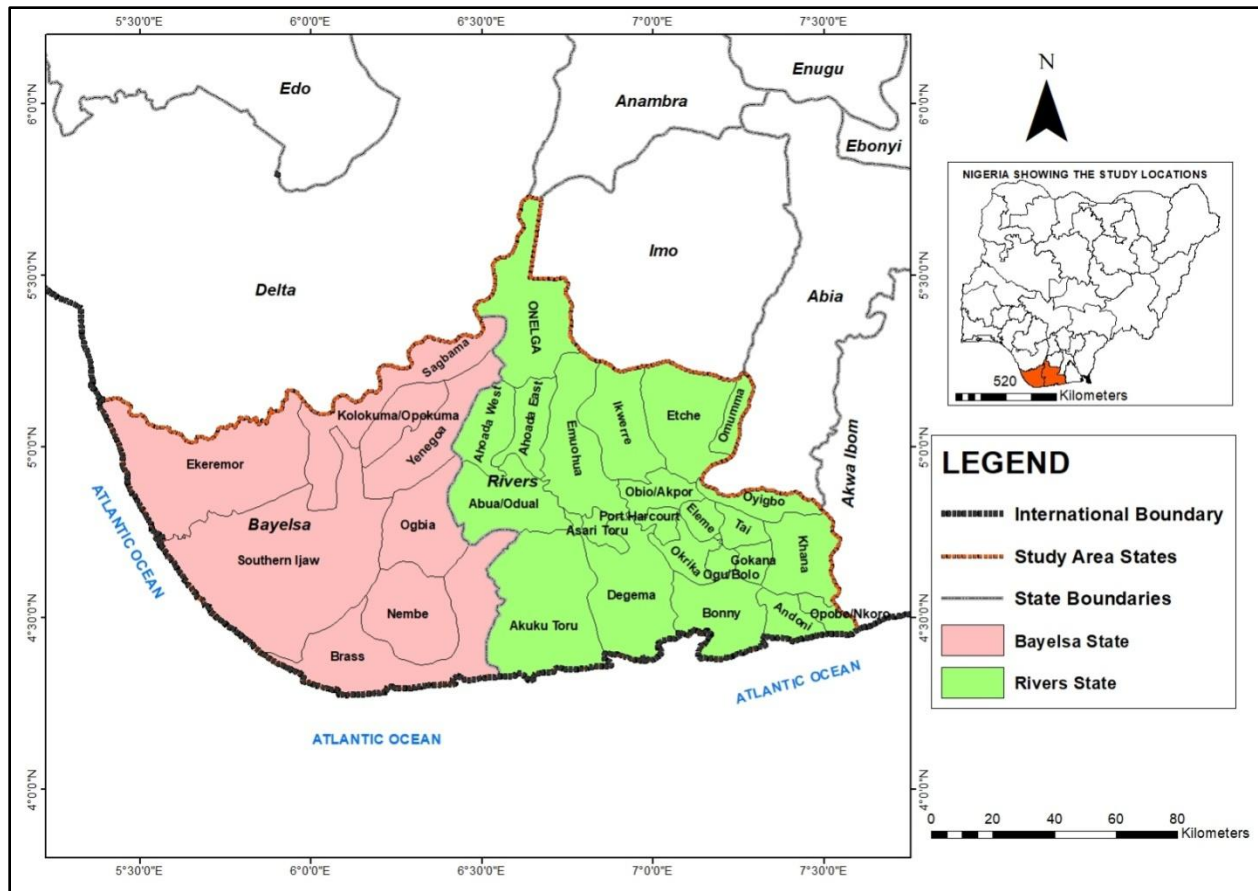 5°30'0"E
6°0'0"E
6°30'0"E
7°0'0"E
7°30'0"E
6°0'0"N
5°30'0"N
5°0'0"N
4°30'0"N
4°0'0"N
Edo
Enugu
Anambra
Ebonyi
Imo
Delta
Abia
Akwa Ibom
ONELGA
Sagbama
Kolokuma/Opokuma
Yenegoa
Ekeremor
Bayelsa
Southern Ijaw
Ogbia
Nembe
Brass
Ahoada West
Ahoada East
Emuohua
Ikwerre
Etche
Omumma
Rivers
Abua/Odual
Obio/Akpor
Oyigbo
Port Harcourt
Eleme
Tai
Asari Toru
Okrika
Gokana
Ogu/Bolo
Khana
Degema
Akuku Toru
Bonny
Andoni
Opobo/Nkoro
ATLANTIC OCEAN
ATLANTIC OCEAN
ATLANTIC OCEAN
6°0'0"N
5°30'0"N
5°0'0"N
4°30'0"N
4°0'0"N
5°30'0"E
6°0'0"E
6°30'0"E
7°0'0"E
7°30'0"E
N
NIGERIA SHOWING THE STUDY LOCATIONS
520
Kilometers
LEGEND
International Boundary
Study Area States
State Boundaries
Bayelsa State
Rivers State
0 20 40 60 80
Kilometers